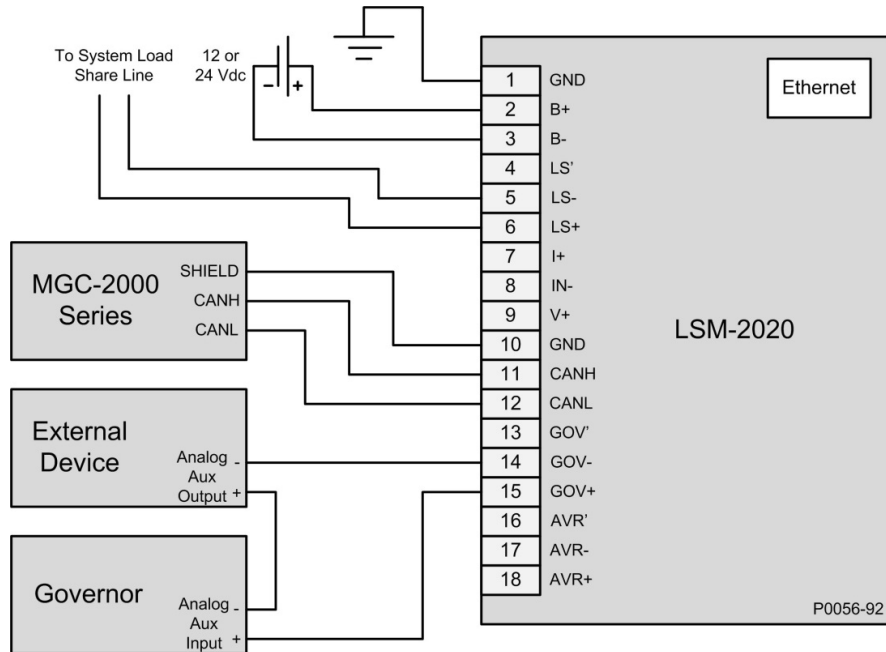 To System Load
Share Line
12 or
24 Vdc
- +
Ethernet
1 GND
2 B+
3 B-
4 LS’
5 LS-
6 LS+
7 I+
8 IN-
9 V+
10 GND
11 CANH
12 CANL
13 GOV’
14 GOV-
15 GOV+
16 AVR’
17 AVR-
18 AVR+
LSM-2020
P0056-92
MGC-2000
Series
SHIELD
CANH
CANL
External
Device
Analog -
Aux
Output +
Governor
Analog -
Aux
Input +